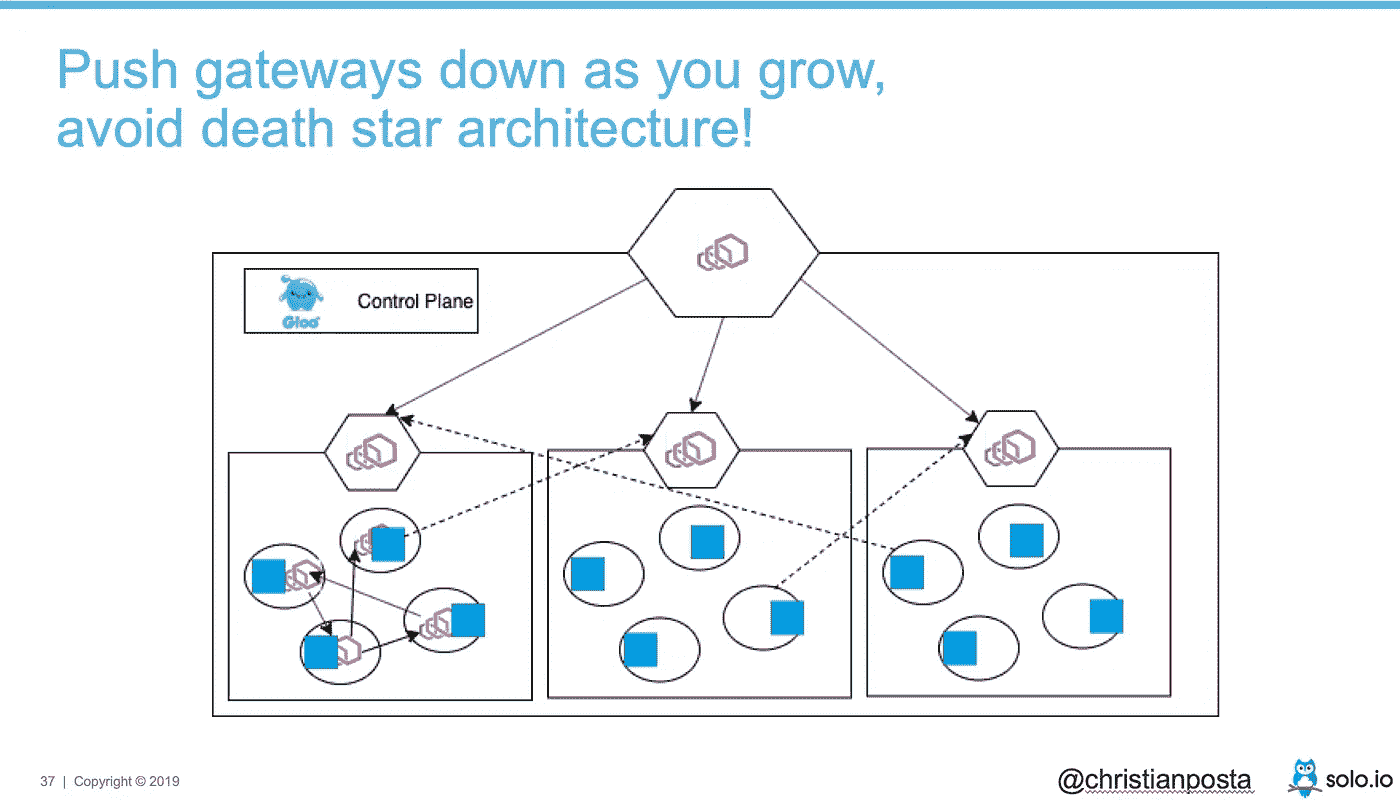 Push gateways down as you grow,
avoid death star architecture!
Control Plane
Gloo
37 | Copyright © 2019
@christianposta
solo.io